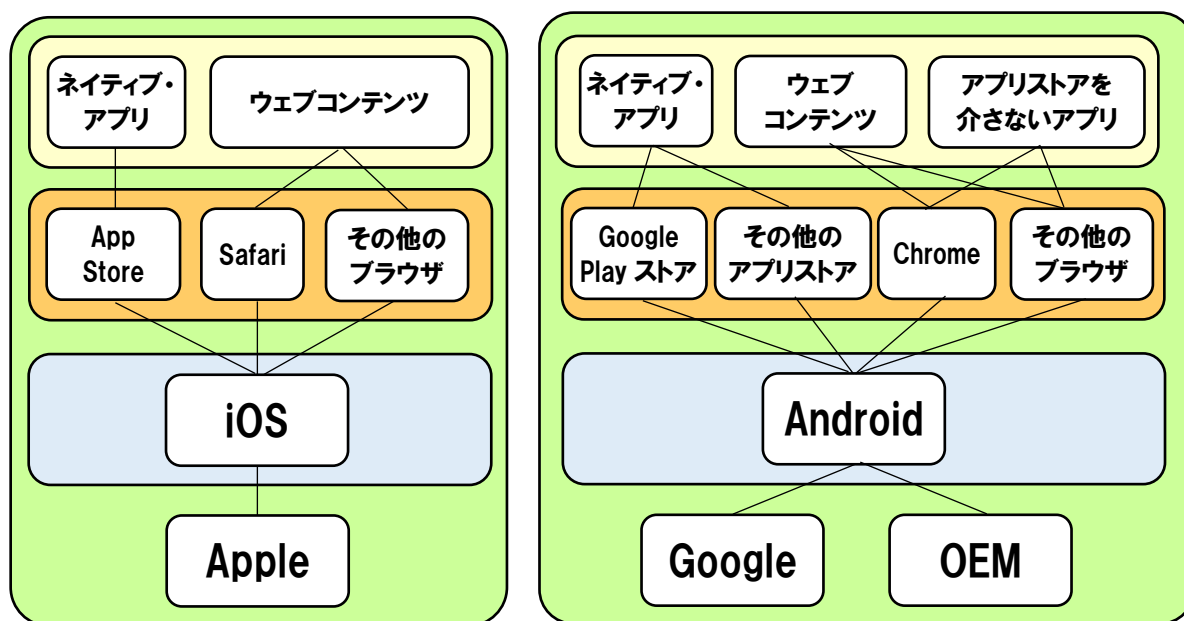 ネイティブ・
アプリ
ウェブコンテンツ
App
Store
Safari
その他の
ブラウザ
iOS
Apple
ネイティブ・
アプリ
ウェブ
コンテンツ
アプリストアを
介さないアプリ
Google
Play ストア
その他の
アプリストア
Chrome
その他の
ブラウザ
Android
Google
OEM